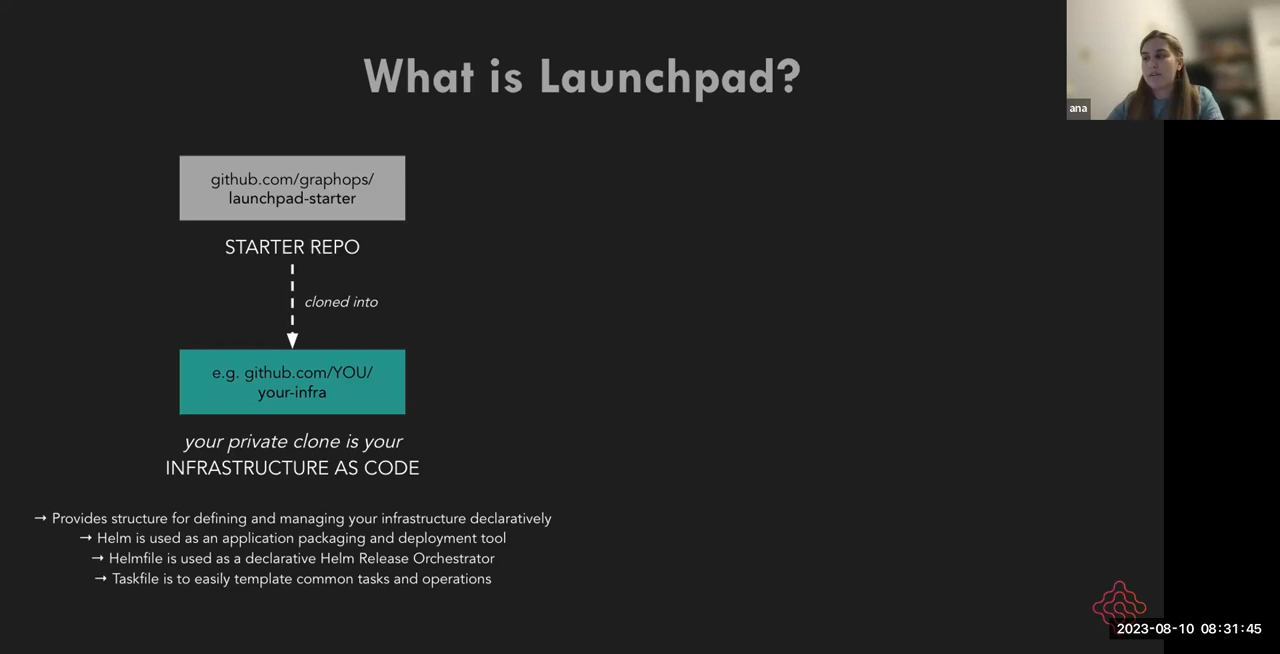 What is Launchpad?
ana
github.com/graphops/
launchpad-starter
STARTER REPO
cloned into
e.g. github.com/YOU/
your-infra
your private clone is your
INFRASTRUCTURE AS CODE
→ Provides structure for defining and managing your infrastructure declaratively
→ Helm is used as an application packaging and deployment tool
→ Helmfile is used as a declarative Helm Release Orchestrator
→ Taskfile is to easily template common tasks and operations
2023-08-10 08:31:45